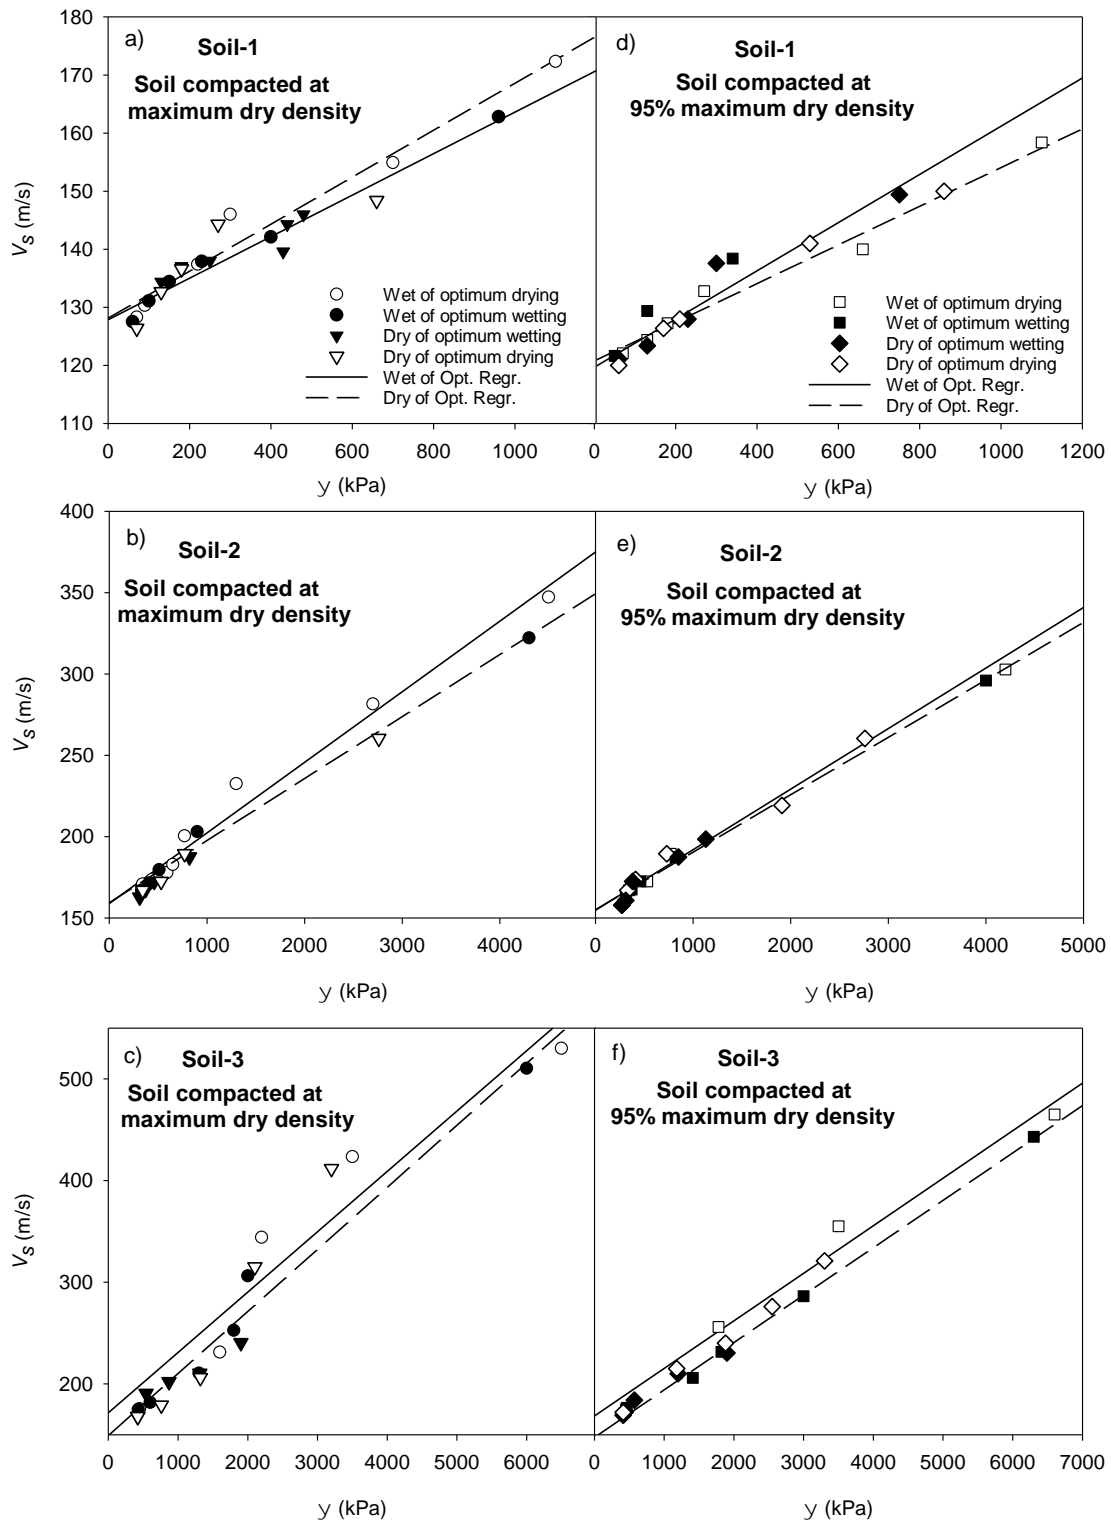 a)
Soil-1
Soil compacted at
maximum dry density
Vs (m/s)
180
170
160
150
140
130
120
110
Wet of optimum drying
Wet of optimum wetting
Dry of optimum wetting
Dry of optimum drying
Wet of Opt. Regr.
Dry of Opt. Regr.
0 200 400 600 800 1000
y (kPa)
d)
Soil-1
Soil compacted at
95% maximum dry density
Wet of optimum drying
Wet of optimum wetting
Dry of optimum wetting
Dry of optimum drying
Wet of Opt. Regr.
Dry of Opt. Regr.
0 200 400 600 800 1000 1200
y (kPa)
b)
Soil-2
Soil compacted at
maximum dry density
Vs (m/s)
400
350
300
250
200
150
0 1000 2000 3000 4000
y (kPa)
e)
Soil-2
Soil compacted at
95% maximum dry density
0 1000 2000 3000 4000 5000
y (kPa)
c)
Soil-3
Soil compacted at
maximum dry density
Vs (m/s)
500
400
300
200
0 1000 2000 3000 4000 5000 6000
y (kPa)
f)
Soil-3
Soil compacted at
95% maximum dry density
0 1000 2000 3000 4000 5000 6000 7000
y (kPa)